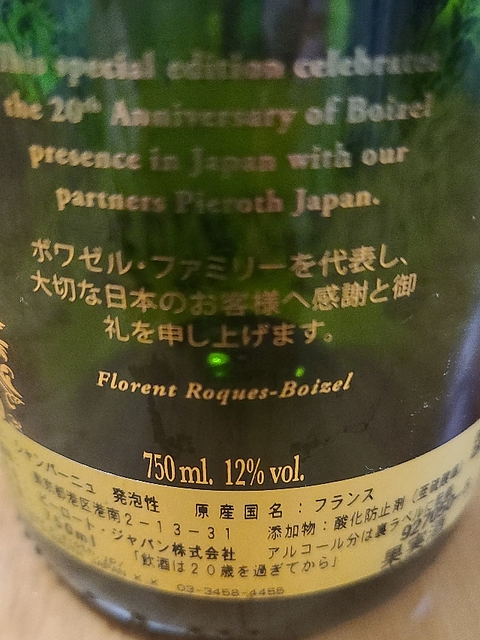 This special edition celebrates
the 20th Anniversary of Boizel
presence in Japan with our
partners Pieroth Japan.
ボワゼル・ファミリーを代表し、
大切な日本のお客様へ感謝と御
礼を申し上げます。
Florent Roques-Boizel
750 ml. 12% vol.
シャンパーニュ 発泡性 原産国名：フランス
東京都港区港南2-13-31 添加物：酸化防止剤
ピーロート・ジャパン株式会社 アルコール分は裏ラベルに
「飲酒は20歳を過ぎてから」
K.K. 03-3458-4455